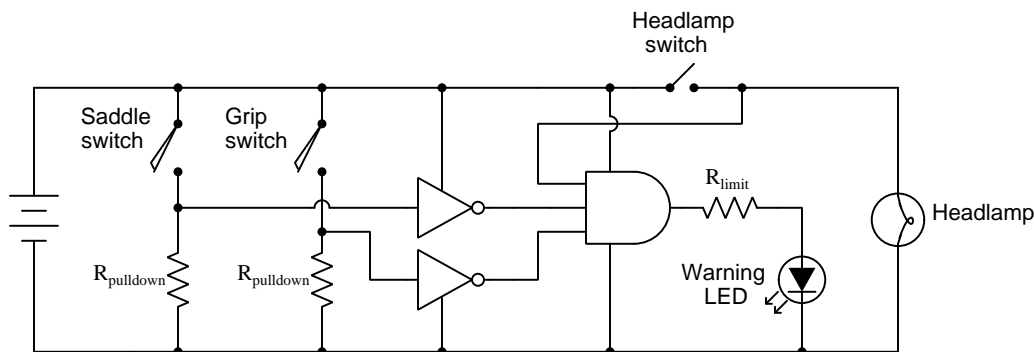 Headlamp
switch
Saddle
switch
Grip
switch
Rlimit
Headlamp
Rpulldown
Rpulldown
Warning
LED